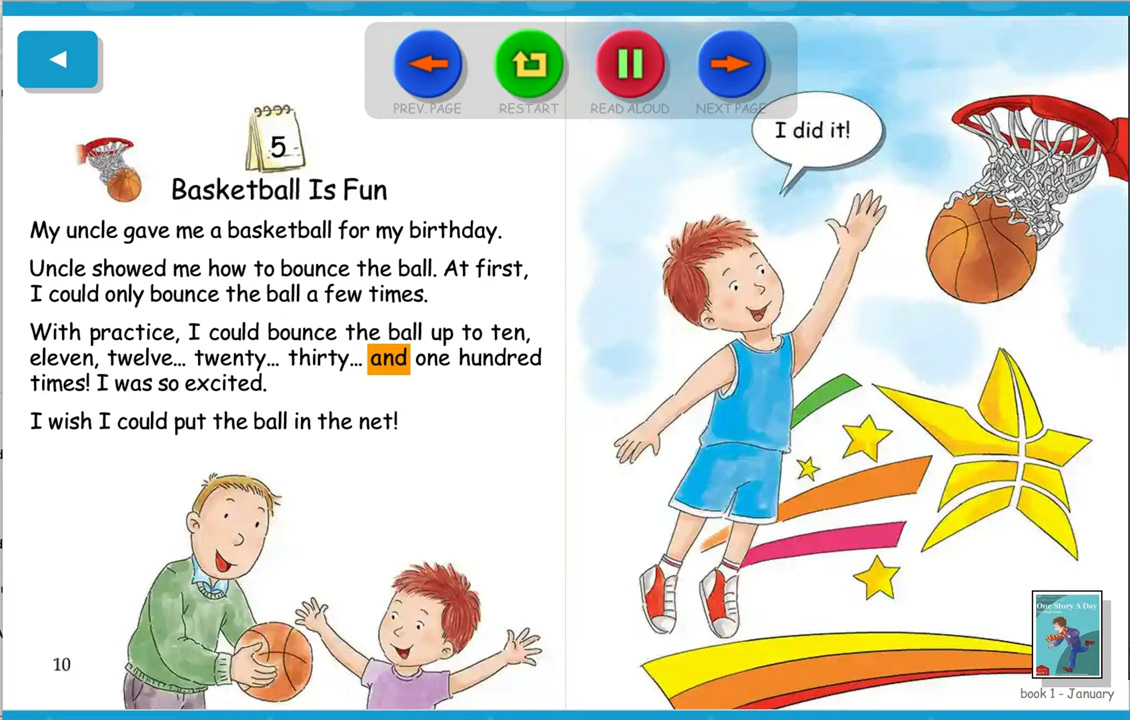 PREV. PAGE
RESTART
READ ALOUD
NEXT PAGE
5
Basketball Is Fun
My uncle gave me a basketball for my birthday.
Uncle showed me how to bounce the ball. At first,
I could only bounce the ball a few times.
With practice, I could bounce the ball up to ten,
eleven, twelve... twenty... thirty... and one hundred
times! I was so excited.
I wish I could put the ball in the net!
10
I did it!
One Story A Day
book 1 - January